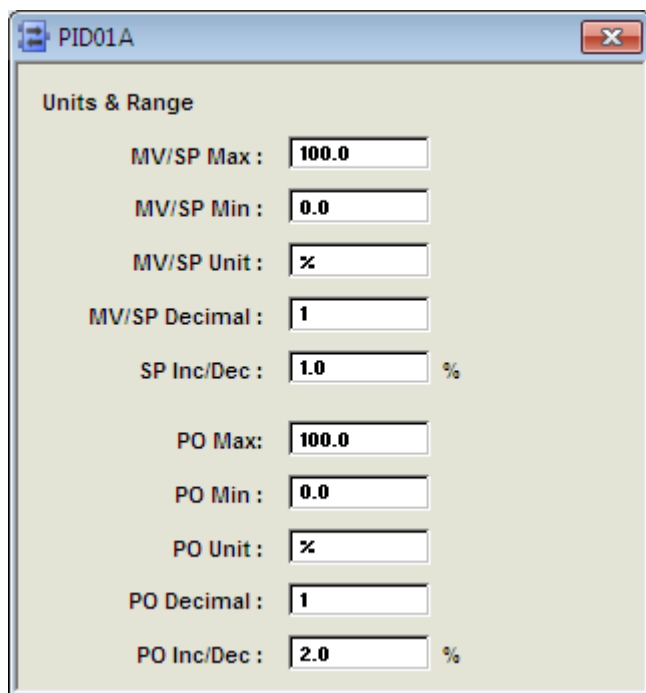 PID01A
Units & Range
MV/SP Max : 100.0
MV/SP Min : 0.0
MV/SP Unit : %
MV/SP Decimal : 1
SP Inc/Dec : 1.0 %
PO Max: 100.0
PO Min : 0.0
PO Unit : %
PO Decimal : 1
PO Inc/Dec : 2.0 %